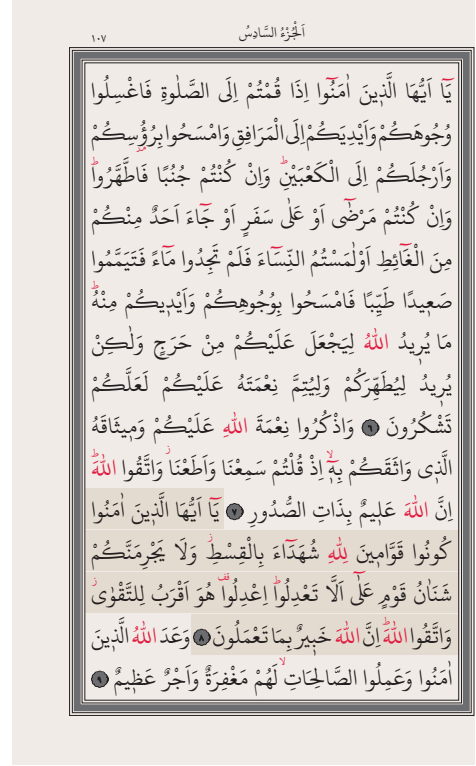 اَلْجُزْءُ السَّادِسُ
١٠٧
يَٓا اَيُّهَا الَّذ۪ينَ اٰمَنُٓوا اِذَا قُمْتُمْ اِلَى الصَّلٰوةِ فَاغْسِلُوا
وُجُوهَكُمْ وَاَيْدِيَكُمْ اِلَى الْمَرَافِقِ وَامْسَحُوا بِرُؤُ۫سِكُمْ
وَاَرْجُلَكُمْ اِلَى الْكَعْبَيْنِۜ وَاِنْ كُنْتُمْ جُنُبًا فَاطَّهَّرُواۜ
وَاِنْ كُنْتُمْ مَرْضٰٓى اَوْ عَلٰى سَفَرٍ اَوْ جَٓاءَ اَحَدٌ مِنْكُمْ
مِنَ الْغَٓائِطِ اَوْ لٰمَسْتُمُ النِّسَٓاءَ فَلَمْ تَجِدُوا مَٓاءً فَتَيَمَّمُوا
صَع۪يدًا طَيِّبًا فَامْسَحُوا بِوُجُوهِكُمْ وَاَيْد۪يكُمْ مِنْهُۜ
مَا يُر۪يدُ اللّٰهُ لِيَجْعَلَ عَلَيْكُمْ مِنْ حَرَجٍ وَلٰكِنْ
يُر۪يدُ لِيُطَهِّرَكُمْ وَلِيُتِمَّ نِعْمَتَهُ عَلَيْكُمْ لَعَلَّكُمْ
تَشْكُرُونَ ﴿٦﴾ وَاذْكُرُوا نِعْمَةَ اللّٰهِ عَلَيْكُمْ وَم۪يثَاقَهُ
الَّذ۪ي وَاثَقَكُمْ بِه۪ٓۙ اِذْ قُلْتُمْ سَمِعْنَا وَاَطَعْنَاۘ وَاتَّقُوا اللّٰهَۜ
اِنَّ اللّٰهَ عَل۪يمٌ بِذَاتِ الصُّدُورِ ﴿٧﴾ يَٓا اَيُّهَا الَّذ۪ينَ اٰمَنُوا
كُونُوا قَوَّام۪ينَ لِلّٰهِ شُهَدَٓاءَ بِالْقِسْطِۘ وَلَا يَجْرِمَنَّكُمْ
شَنَاٰنُ قَوْمٍ عَلٰٓى اَلَّا تَعْدِلُواۜ اِعْدِلُوا۠ هُوَ اَقْرَبُ لِلتَّقْوٰىۘ
وَاتَّقُوا اللّٰهَۜ اِنَّ اللّٰهَ خَب۪يرٌ بِمَا تَعْمَلُونَ ﴿٨﴾ وَعَدَ اللّٰهُ الَّذ۪ينَ
اٰمَنُوا وَعَمِلُوا الصَّالِحَاتِۙ لَهُمْ مَغْفِرَةٌ وَاَجْرٌ عَظ۪يمٌ ﴿٩﴾